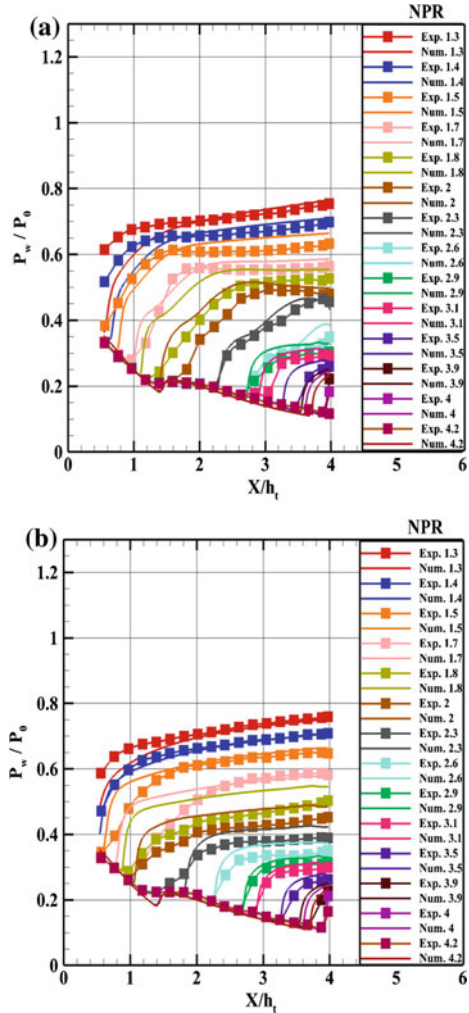 (a)
NPR
1.2
1
0.8
0.6
0.4
0.2
0
P_w / P_0
0 1 2 3 4 5 6
X/h_t
Exp. 1.3
Num. 1.3
Exp. 1.4
Num. 1.4
Exp. 1.5
Num. 1.5
Exp. 1.7
Num. 1.7
Exp. 1.8
Num. 1.8
Exp. 2
Num. 2
Exp. 2.3
Num. 2.3
Exp. 2.6
Num. 2.6
Exp. 2.9
Num. 2.9
Exp. 3.1
Num. 3.1
Exp. 3.5
Num. 3.5
Exp. 3.9
Num. 3.9
Exp. 4
Num. 4
Exp. 4.2
Num. 4.2
(b)
NPR
1.2
1
0.8
0.6
0.4
0.2
0
P_w / P_0
0 1 2 3 4 5 6
X/h_t
Exp. 1.3
Num. 1.3
Exp. 1.4
Num. 1.4
Exp. 1.5
Num. 1.5
Exp. 1.7
Num. 1.7
Exp. 1.8
Num. 1.8
Exp. 2
Num. 2
Exp. 2.3
Num. 2.3
Exp. 2.6
Num. 2.6
Exp. 2.9
Num. 2.9
Exp. 3.1
Num. 3.1
Exp. 3.5
Num. 3.5
Exp. 3.9
Num. 3.9
Exp. 4
Num. 4
Exp. 4.2
Num. 4.2